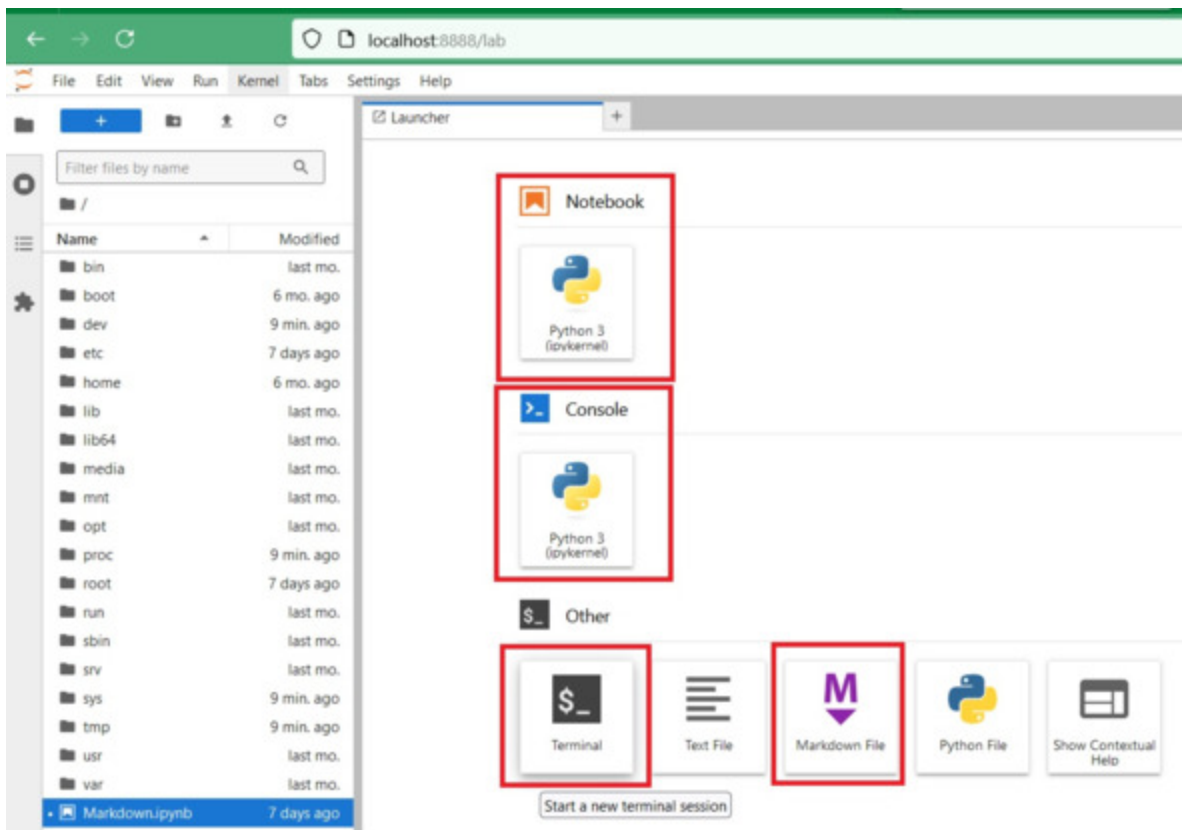 localhost:8888/lab
File Edit View Run Kernel Tabs Settings Help
Launcher
Filter files by name
/
Name Modified
bin last mo.
boot 6 mo. ago
dev 9 min. ago
etc 7 days ago
home 6 mo. ago
lib last mo.
lib64 last mo.
media last mo.
mnt last mo.
opt last mo.
proc 9 min. ago
root 7 days ago
run last mo.
sbin last mo.
srv last mo.
sys 9 min. ago
tmp 9 min. ago
usr last mo.
var last mo.
Markdown.ipynb 7 days ago
Notebook
Python 3
(ipykernel)
Console
Python 3
(ipykernel)
$_ Other
$_
M
Terminal Text File Markdown File Python File Show Contextual
Help
Start a new terminal session